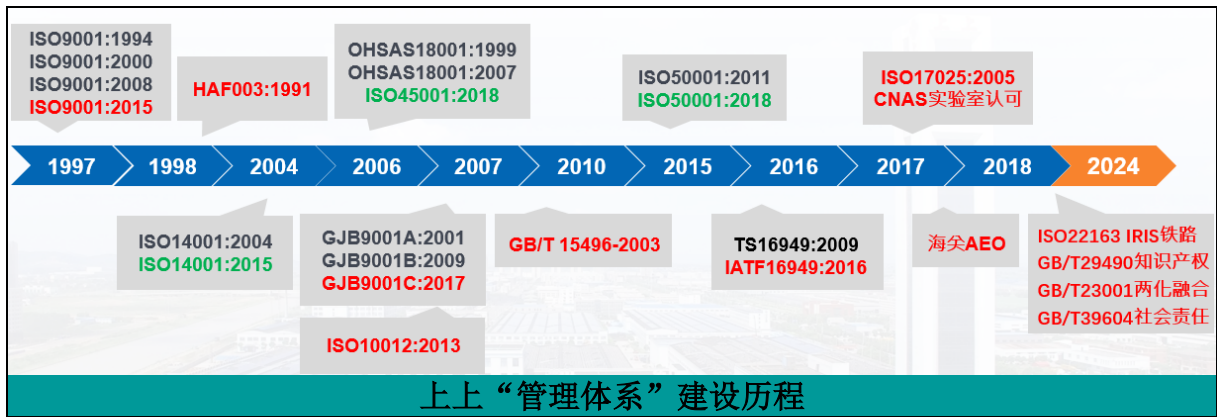 ISO9001:1994
ISO9001:2000
ISO9001:2008
ISO9001:2015
HAF003:1991
OHSAS18001:1999
OHSAS18001:2007
ISO45001:2018
ISO50001:2011
ISO50001:2018
ISO17025:2005
CNAS实验室认可
1997 1998 2004 2006 2007 2010 2015 2016 2017 2018 2024
ISO14001:2004
ISO14001:2015
GJB9001A:2001
GJB9001B:2009
GJB9001C:2017
ISO10012:2013
GB/T 15496-2003
TS16949:2009
IATF16949:2016
海关AEO
ISO22163 IRIS铁路
GB/T29490知识产权
GB/T23001两化融合
GB/T39604社会责任
上上“管理体系”建设历程